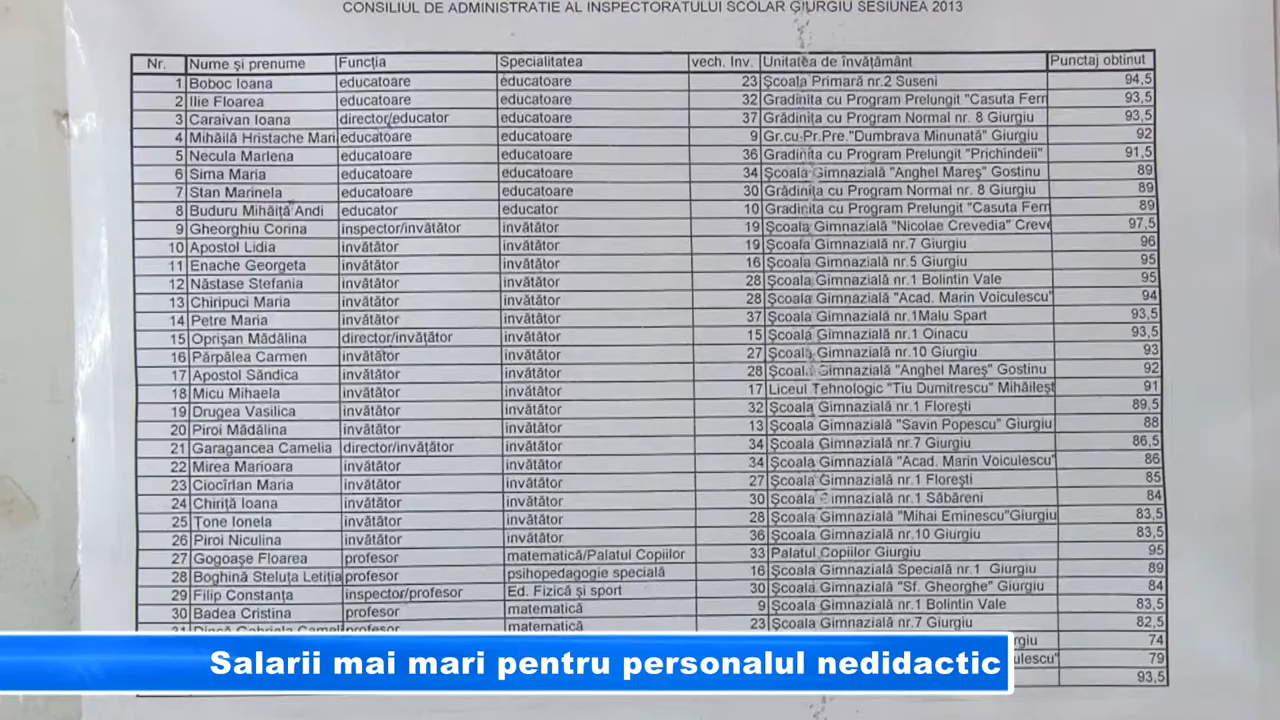 CONSILIUL DE ADMINISTRATIE AL INSPECTORATULUI SCOLAR GIURGIU SESIUNEA 2013
Nr. Nume şi prenume Funcţia Specialitatea vech. Inv. Unitatea de învăţământ Punctaj obtinut
1 Boboc Ioana educatoare educatoare 23 Şcoala Primară nr.2 Suseni 94,5
2 Ilie Floarea educatoare educatoare 32 Gradinita cu Program Prelungit "Casuta Ferm 93,5
3 Caraivan Ioana director/educator educatoare 37 Grădiniţa cu Program Normal nr. 8 Giurgiu 93,5
4 Mihăilă Hristache Mari educatoare educatoare 9 Gr.cu Pr.Pre."Dumbrava Minunată" Giurgiu 92
5 Necula Marlena educatoare educatoare 36 Gradinita cu Program Prelungit "Prichindeii" 91,5
6 Sima Maria educatoare educatoare 34 Şcoala Gimnazială "Anghel Mareş" Gostinu 89
7 Stan Marinela educatoare educatoare 30 Grădiniţa cu Program Normal nr. 8 Giurgiu 89
8 Buduru Mihăiţă Andi educator educator 10 Gradinita cu Program Prelungit "Casuta Ferm 89
9 Gheorghiu Corina inspector/invătător invătător 19 Şcoala Gimnazială "Nicolae Crevedia" Creve 97,5
10 Apostol Lidia invătător invătător 19 Şcoala Gimnazială nr.7 Giurgiu 96
11 Enache Georgeta invătător invătător 16 Şcoala Gimnazială nr.5 Giurgiu 95
12 Năstase Stefania invătător invătător 28 Şcoala Gimnazială nr.1 Bolintin Vale 95
13 Chiripuci Maria invătător invătător 28 Şcoala Gimnazială "Acad. Marin Voiculescu" 94
14 Petre Maria invătător invătător 37 Şcoala Gimnazială nr.1Malu Spart 93,5
15 Oprişan Mădălina director/invăţător invătător 15 Şcoala Gimnazială nr.1 Oinacu 93,5
16 Pârpălea Carmen invătător invătător 27 Şcoala Gimnazială nr.10 Giurgiu 93
17 Apostol Săndica invătător invătător 28 Şcoala Gimnazială "Anghel Mareş" Gostinu 92
18 Micu Mihaela invătător invătător 17 Liceul Tehnologic "Tiu Dumitrescu" Mihăileşt 91
19 Drugea Vasilica invătător invătător 32 Şcoala Gimnazială nr.1 Floreşti 89,5
20 Piroi Mădălina invătător invătător 13 Şcoala Gimnazială "Savin Popescu" Giurgiu 88
21 Garagancea Camelia director/invăţător invătător 34 Şcoala Gimnazială nr.7 Giurgiu 86,5
22 Mirea Marioara invătător invătător 34 Şcoala Gimnazială "Acad. Marin Voiculescu" 86
23 Ciocîrlan Maria invătător invătător 27 Şcoala Gimnazială nr.1 Floreşti 85
24 Chiriţă Ioana invătător invătător 30 Şcoala Gimnazială nr.1 Săbăreni 84
25 Ţone Ionela invătător invătător 28 Şcoala Gimnazială "Mihai Eminescu"Giurgiu 83,5
26 Piroi Niculina invătător invătător 36 Şcoala Gimnazială nr.10 Giurgiu 83,5
27 Gogoaşe Floarea profesor matematică/Palatul Copiilor 33 Palatul Copiilor Giurgiu 95
28 Boghină Steluţa Letiţia profesor psihopedagogie specială 16 Şcoala Gimnazială Specială nr.1 Giurgiu 89
29 Filip Constanţa inspector/profesor Ed. Fizică şi sport 30 Şcoala Gimnazială "Sf. Gheorghe" Giurgiu 84
30 Badea Cristina profesor matematică 9 Şcoala Gimnazială nr.1 Bolintin Vale 83,5
31 Dincă Gabriela Camel profesor matematică 23 Şcoala Gimnazială nr.7 Giurgiu 82,5
rgiu 74
ulescu" 79
93,5
Salarii mai mari pentru personalul nedidactic